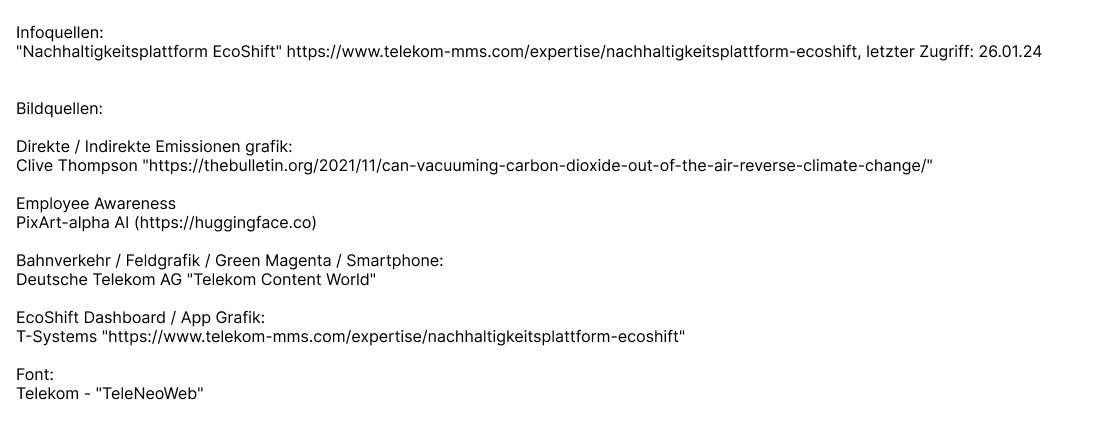 Infoquellen:
"Nachhaltigkeitsplattform EcoShift" https://www.telekom-mms.com/expertise/nachhaltigkeitsplattform-ecoshift, letzter Zugriff: 26.01.24
Bildquellen:
Direkte / Indirekte Emissionen grafik:
Clive Thompson "https://thebulletin.org/2021/11/can-vacuuming-carbon-dioxide-out-of-the-air-reverse-climate-change/"
Employee Awareness
PixArt-alpha AI (https://huggingface.co)
Bahnverkehr / Feldgrafik / Green Magenta / Smartphone:
Deutsche Telekom AG "Telekom Content World"
EcoShift Dashboard / App Grafik:
T-Systems "https://www.telekom-mms.com/expertise/nachhaltigkeitsplattform-ecoshift"
Font:
Telekom - "TeleNeoWeb"